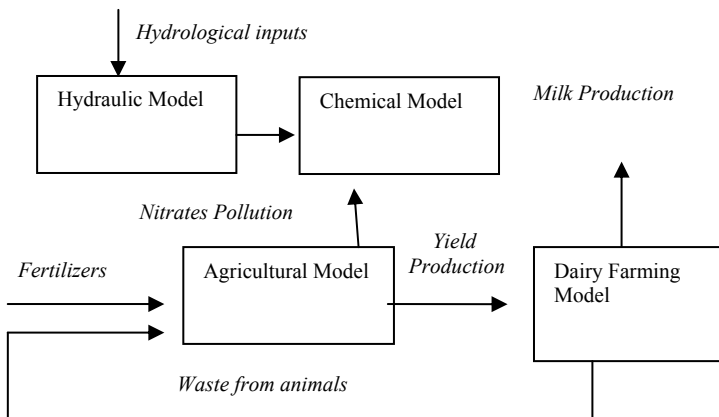 Hydrological inputs
Hydraulic Model
Chemical Model
Milk Production
Nitrates Pollution
Fertilizers
Agricultural Model
Yield
Production
Dairy Farming
Model
Waste from animals